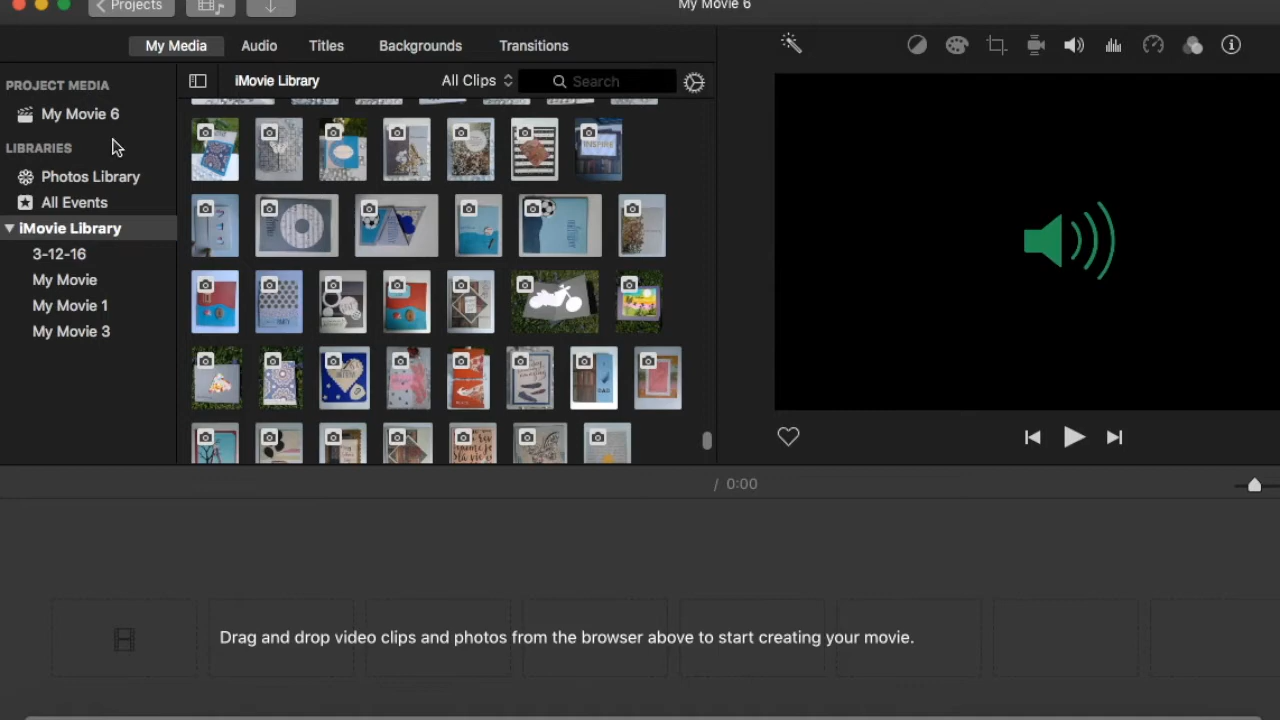 Projects
My Movie 6
My Media
Audio
Titles
Backgrounds
Transitions
PROJECT MEDIA
My Movie 6
LIBRARIES
Photos Library
All Events
iMovie Library
3-12-16
My Movie
My Movie 1
My Movie 3
iMovie Library
All Clips
Search
INSPIRE
/ 0:00
Drag and drop video clips and photos from the browser above to start creating your movie.